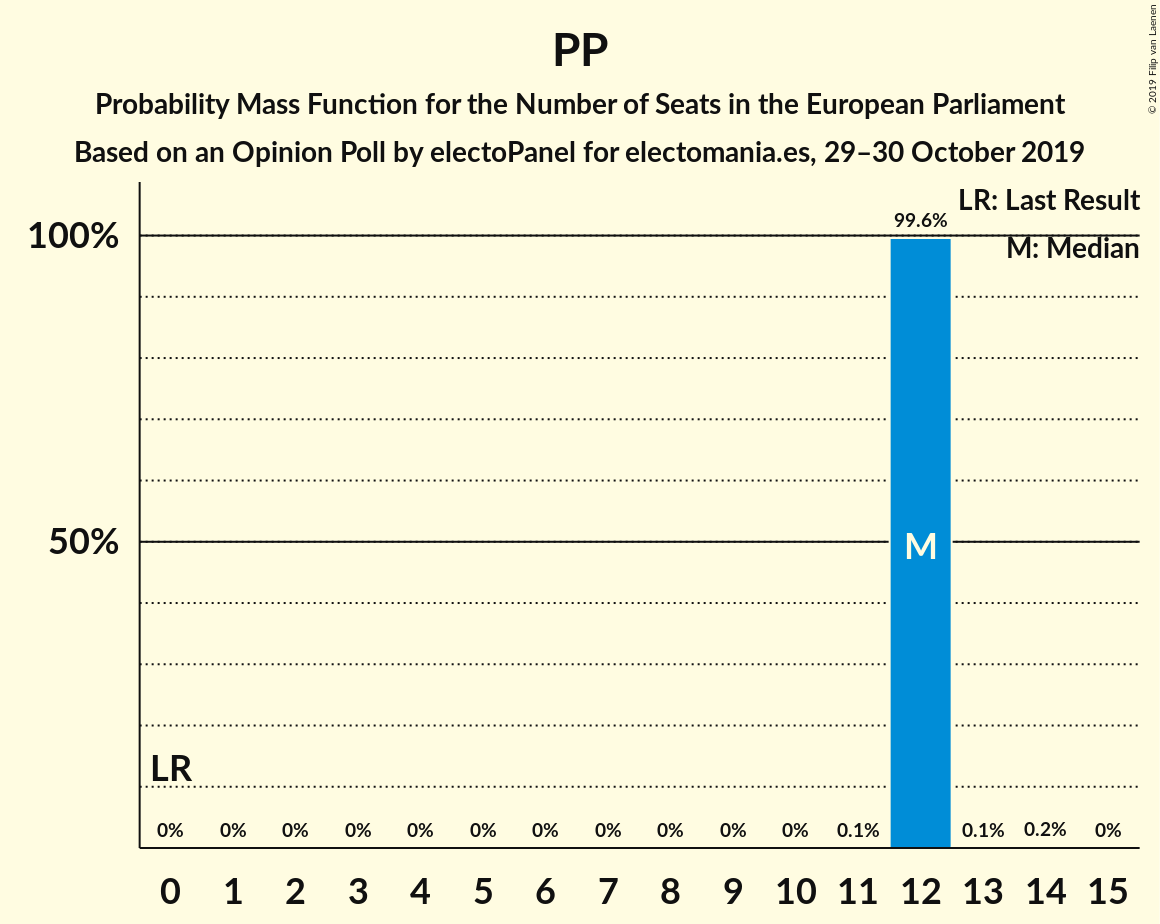 PP
Probability Mass Function for the Number of Seats in the European Parliament
Based on an Opinion Poll by electoPanel for electomania.es, 29–30 October 2019
© 2019 Filip van Laenen
LR: Last Result
M: Median
99.6%
100%
50%
M
LR
0% 0% 0% 0% 0% 0% 0% 0% 0% 0% 0% 0.1% 0.1% 0.2% 0%
0 1 2 3 4 5 6 7 8 9 10 11 12 13 14 15